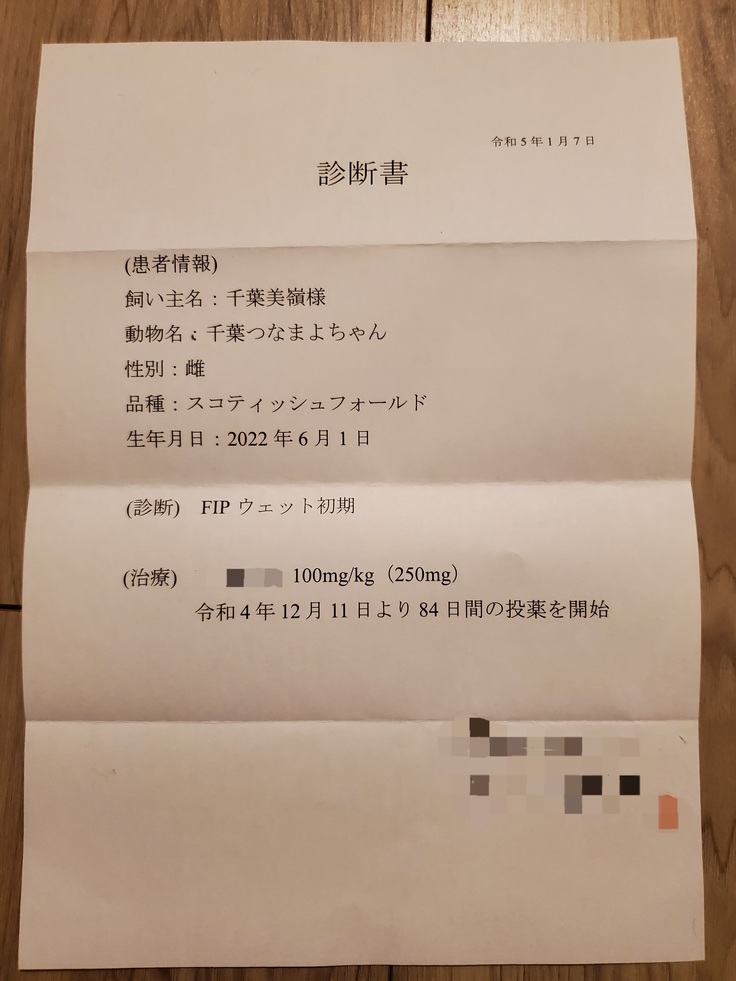 令和5年1月7日
診断書
(患者情報)
飼い主名：千葉美嶺様
動物名：千葉つなまよちゃん
性別：雌
品種：スコティッシュフォールド
生年月日：2022年6月1日
(診断) FIP ウェット初期
(治療) 100mg/kg（250mg）
令和4年12月11日より84日間の投薬を開始